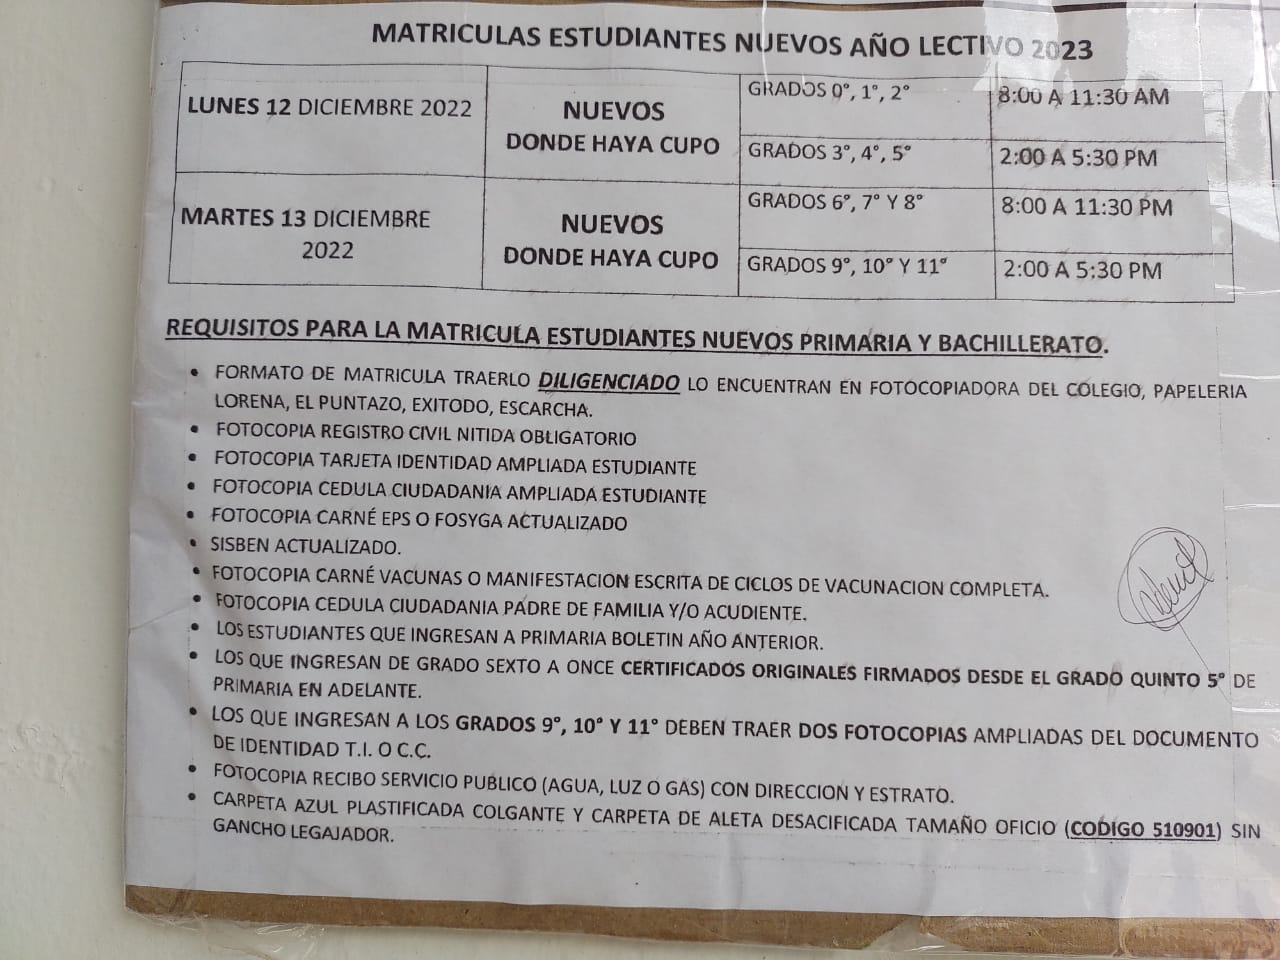 MATRICULAS ESTUDIANTES NUEVOS AÑO LECTIVO 2023
LUNES 12 DICIEMBRE 2022
NUEVOS
DONDE HAYA CUPO
GRADOS 0°, 1°, 2°
8:00 A 11:30 AM
GRADOS 3°, 4°, 5°
2:00 A 5:30 PM
MARTES 13 DICIEMBRE
2022
NUEVOS
DONDE HAYA CUPO
GRADOS 6°, 7° Y 8°
8:00 A 11:30 PM
GRADOS 9°, 10° Y 11°
2:00 A 5:30 PM
REQUISITOS PARA LA MATRICULA ESTUDIANTES NUEVOS PRIMARIA Y BACHILLERATO.
• FORMATO DE MATRICULA TRAERLO DILIGENCIADO LO ENCUENTRAN EN FOTOCOPIADORA DEL COLEGIO, PAPELERIA
LORENA, EL PUNTAZO, EXITODO, ESCARCHA.
• FOTOCOPIA REGISTRO CIVIL NITIDA OBLIGATORIO
• FOTOCOPIA TARJETA IDENTIDAD AMPLIADA ESTUDIANTE
• FOTOCOPIA CEDULA CIUDADANIA AMPLIADA ESTUDIANTE
• FOTOCOPIA CARNÉ EPS O FOSYGA ACTUALIZADO
• SISBEN ACTUALIZADO.
• FOTOCOPIA CARNÉ VACUNAS O MANIFESTACION ESCRITA DE CICLOS DE VACUNACION COMPLETA.
• FOTOCOPIA CEDULA CIUDADANIA PADRE DE FAMILIA Y/O ACUDIENTE.
• LOS ESTUDIANTES QUE INGRESAN A PRIMARIA BOLETIN AÑO ANTERIOR.
• LOS QUE INGRESAN DE GRADO SEXTO A ONCE CERTIFICADOS ORIGINALES FIRMADOS DESDE EL GRADO QUINTO 5° DE
PRIMARIA EN ADELANTE.
• LOS QUE INGRESAN A LOS GRADOS 9°, 10° Y 11° DEBEN TRAER DOS FOTOCOPIAS AMPLIADAS DEL DOCUMENTO
DE IDENTIDAD T.I. O C.C.
• FOTOCOPIA RECIBO SERVICIO PUBLICO (AGUA, LUZ O GAS) CON DIRECCION Y ESTRATO.
• CARPETA AZUL PLASTIFICADA COLGANTE Y CARPETA DE ALETA DESACIFICADA TAMAÑO OFICIO (CODIGO 510901) SIN
GANCHO LEGAJADOR.